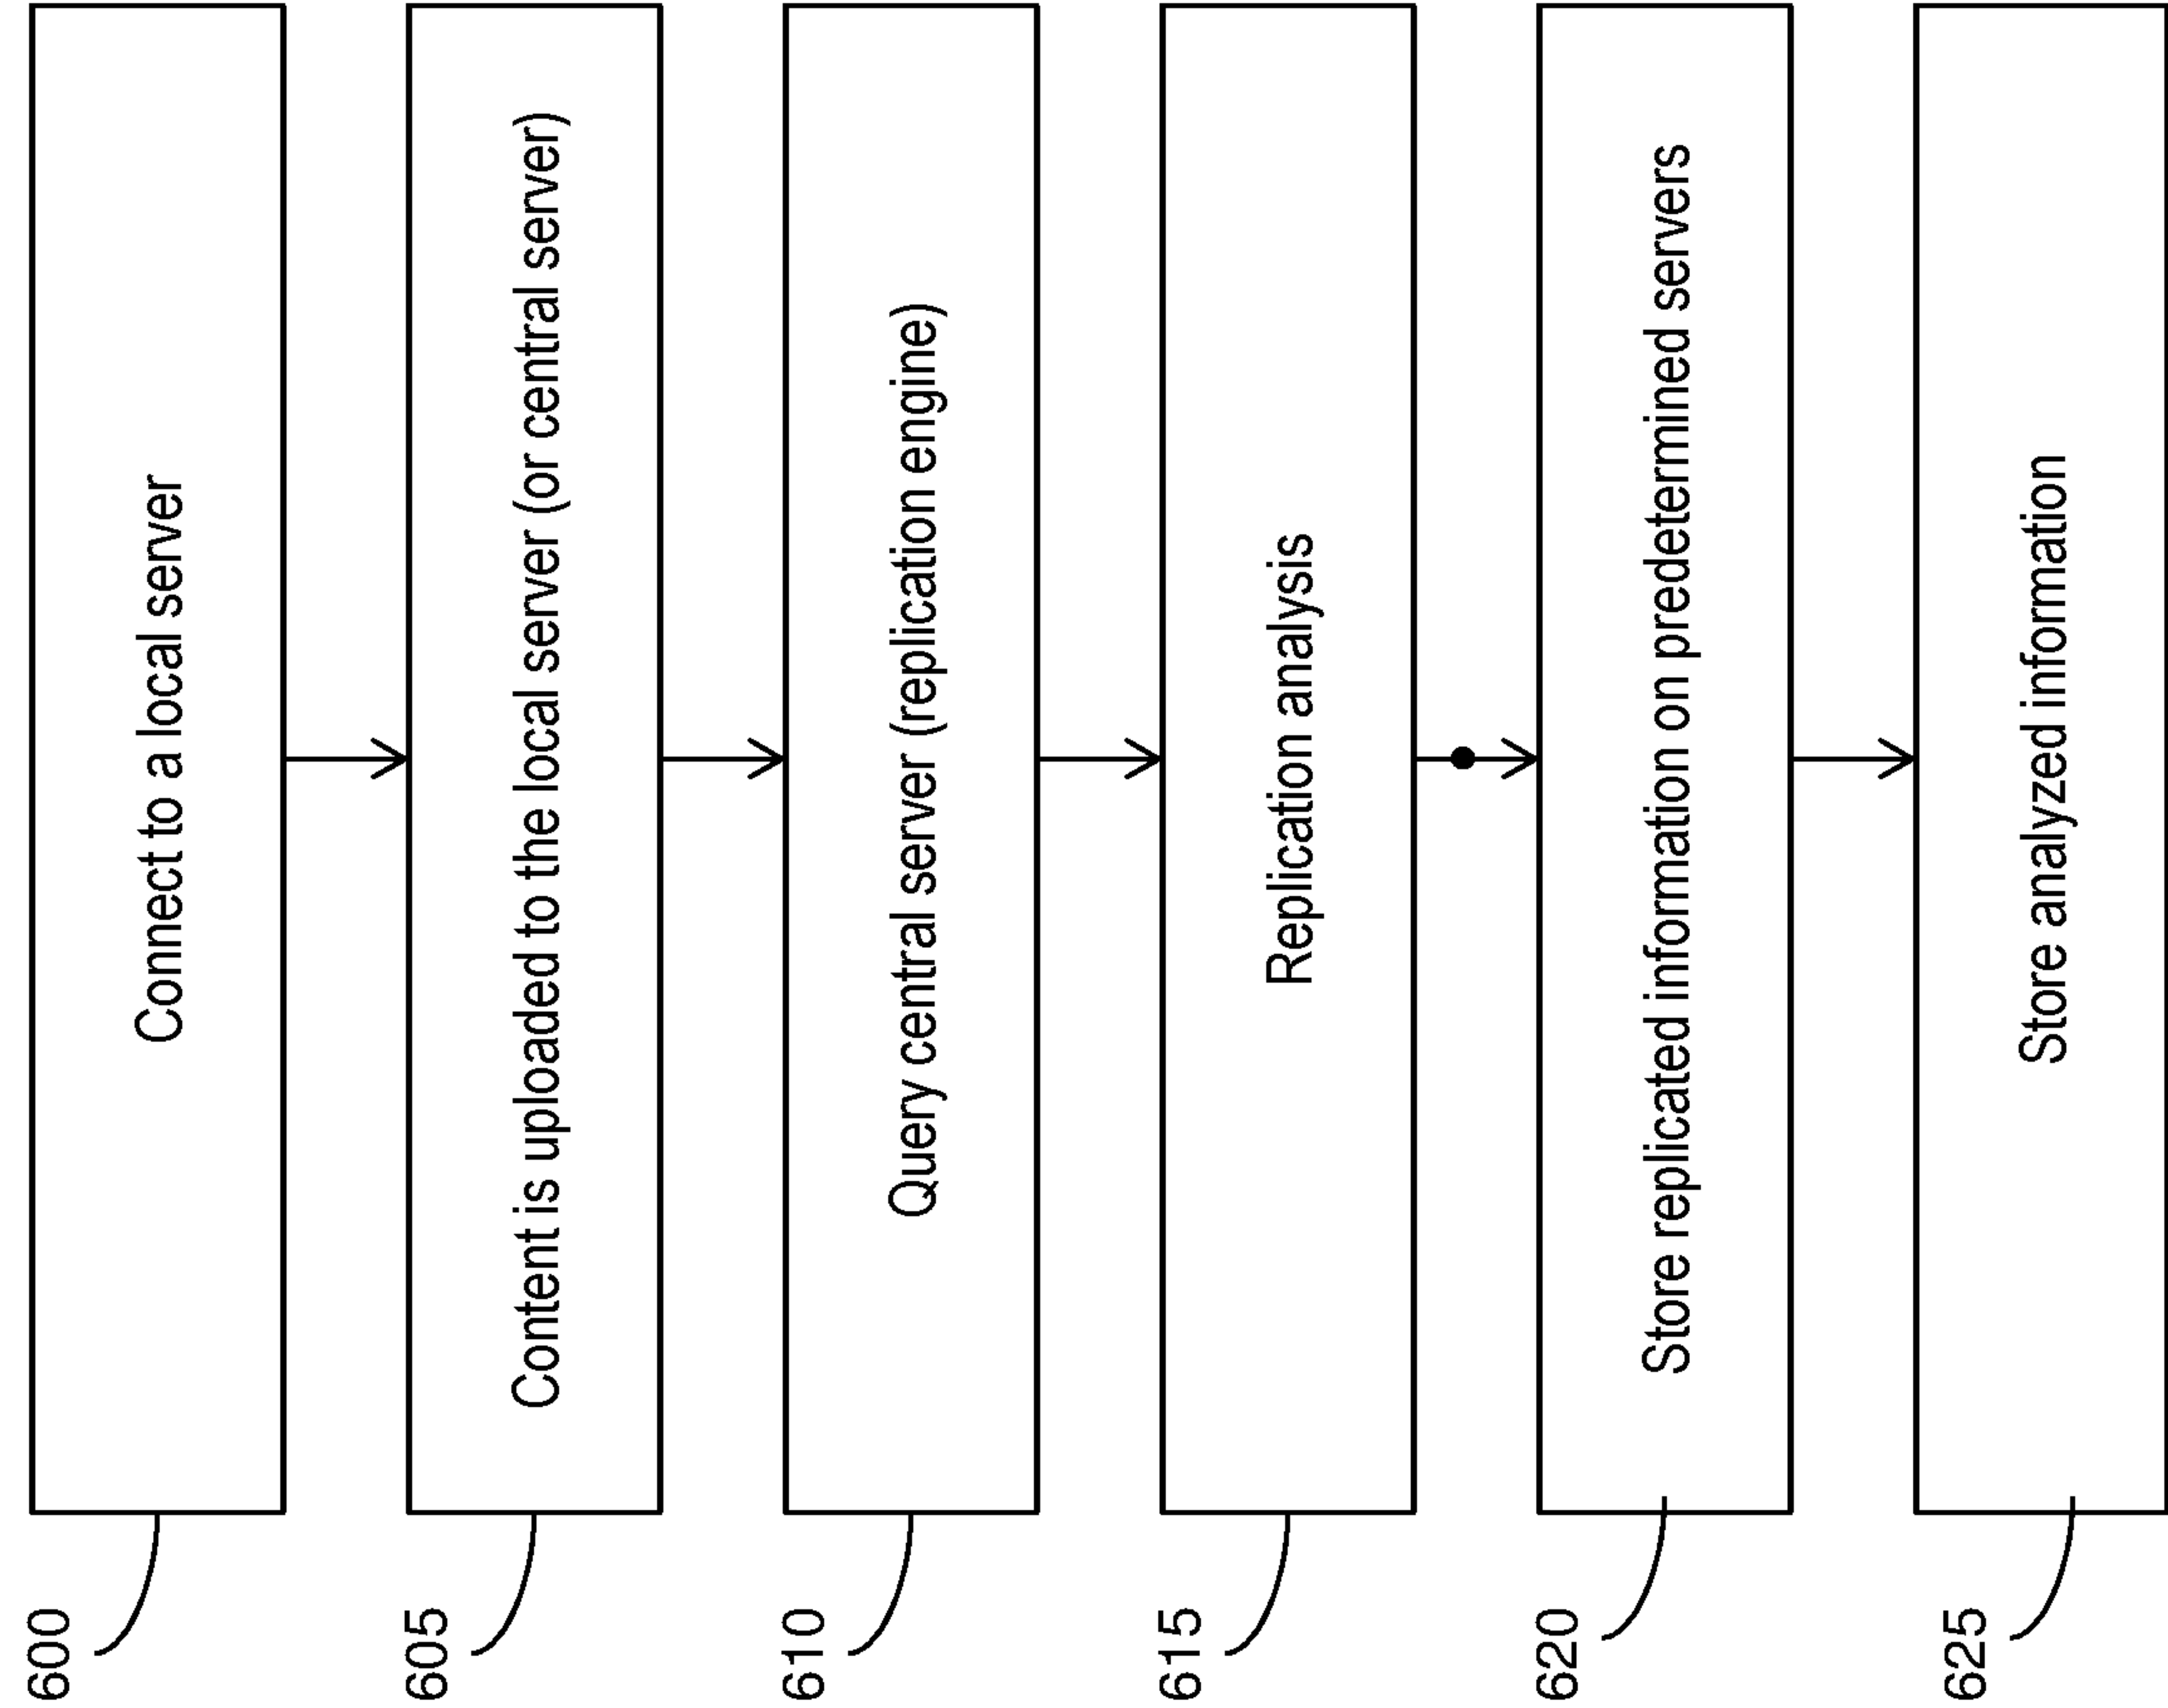 600
Connect to a local server
605
Content is uploaded to the local server (or central server)
610
Query central server (replication engine)
615
Replication analysis
620
Store replicated information on predetermined servers
625
Store analyzed information